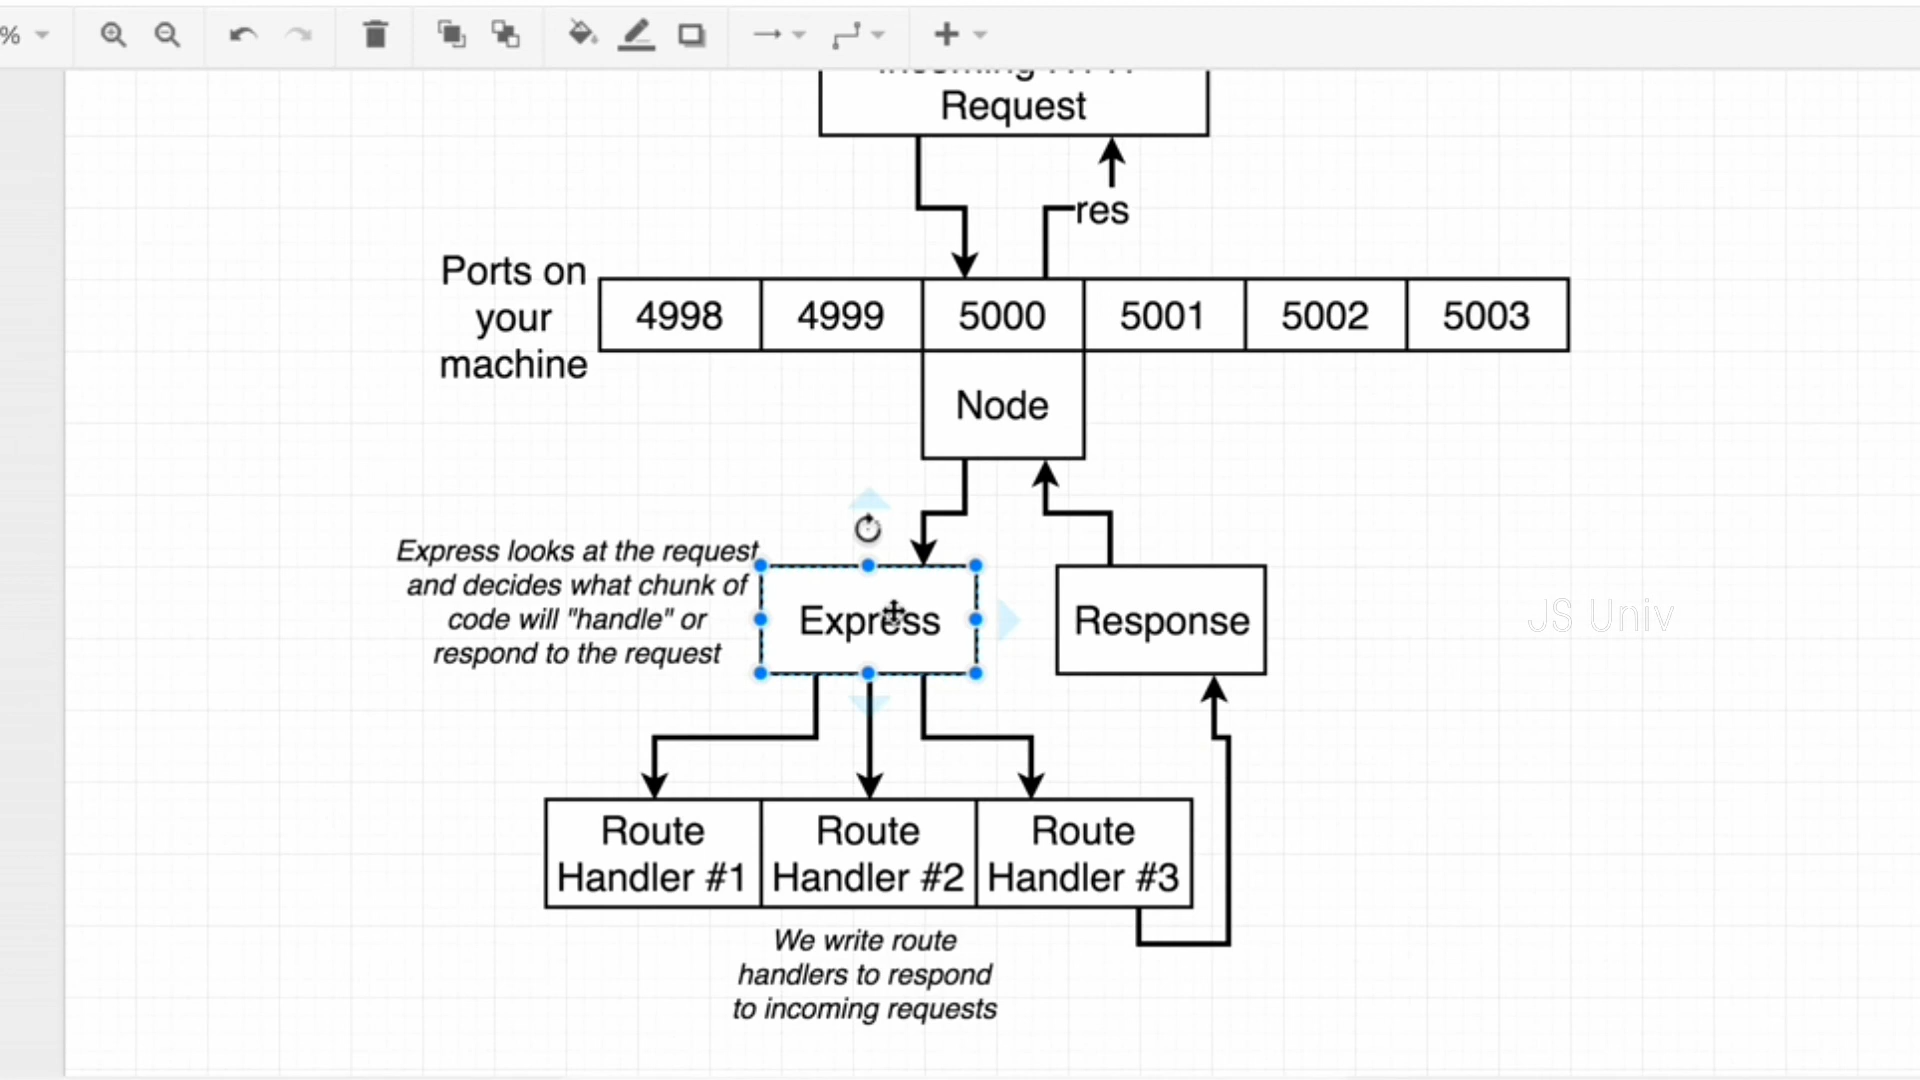 %
Request
res
Ports on
your
machine
4998 4999 5000 5001 5002 5003
Node
Express looks at the request
and decides what chunk of
code will "handle" or
respond to the request
Express
Response
JS Univ
Route
Handler #1
Route
Handler #2
Route
Handler #3
We write route
handlers to respond
to incoming requests